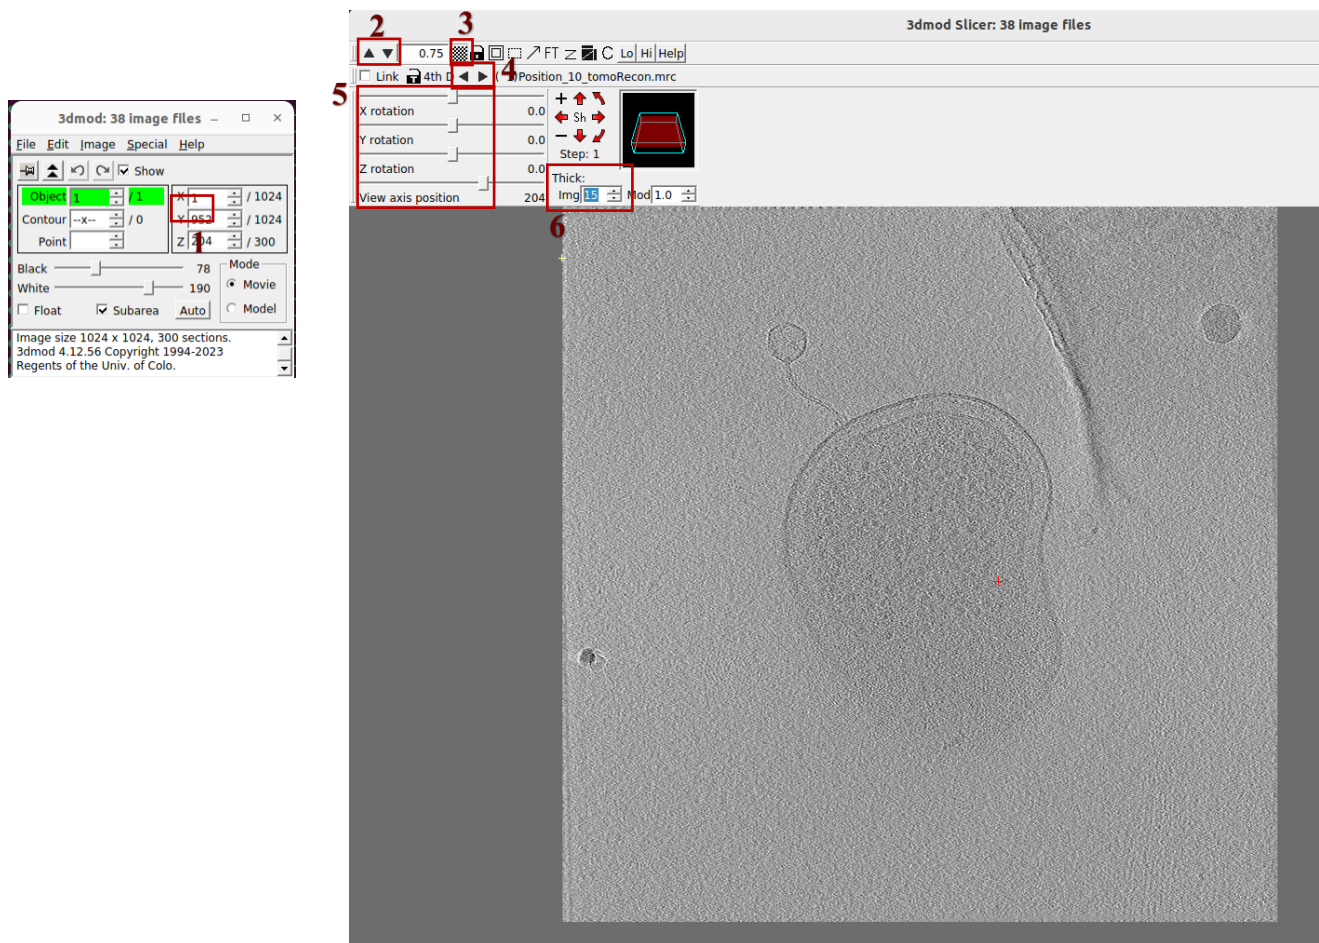 3dmod: 38 image files
File Edit Image Special Help
Show
Object 1 / 1 X 1 / 1024
Contour --x-- / 0 Y 952 / 1024
Point Z 204 / 300
1
Black 78 Mode
White 190 Movie
Float Subarea Auto Model
Image size 1024 x 1024, 300 sections.
3dmod 4.12.56 Copyright 1994-2023
Regents of the Univ. of Colo.
3dmod Slicer: 38 image files
2 3
0.75 FT Z C Lo Hi Help
4
Link 4th D ( )Position_10_tomoRecon.mrc
5
X rotation 0.0 Sh
Y rotation 0.0
Step: 1
Z rotation 0.0
Thick:
View axis position 204 Img 15 Mod 1.0
6